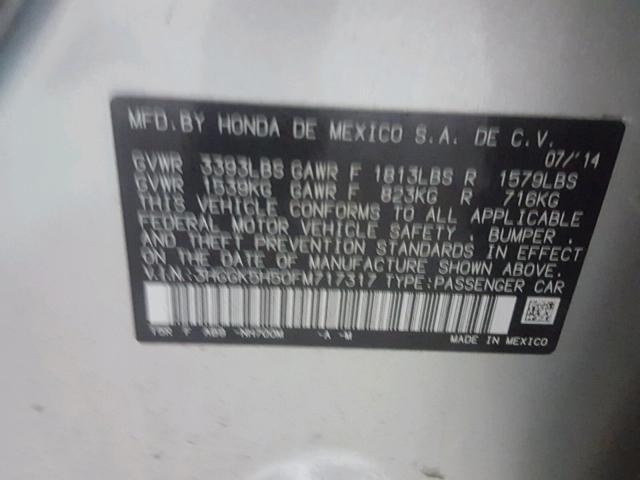 MFD. BY HONDA DE MEXICO S.A. DE C.V.
07/'14
GVWR 3393LBS GAWR F 1813LBS R 1579LBS
GVWR 1539KG GAWR F 823KG R 716KG
THIS VEHICLE CONFORMS TO ALL APPLICABLE
FEDERAL MOTOR VEHICLE SAFETY, BUMPER,
AND THEFT PREVENTION STANDARDS IN EFFECT
ON THE DATE OF MANUFACTURE SHOWN ABOVE.
V.I.N.:3HGGK5H50FM717317 TYPE:PASSENGER CAR
F -NH700M -A -M
MADE IN MEXICO